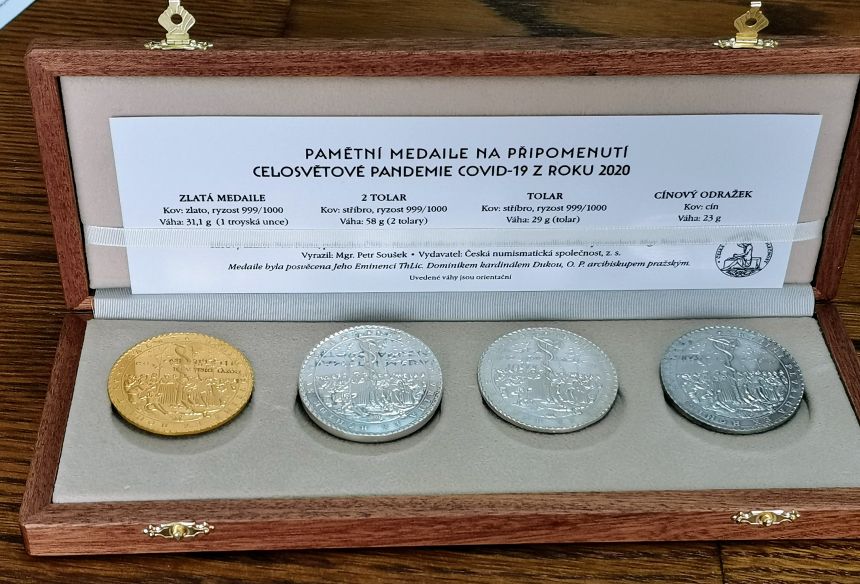 PAMĚTNÍ MEDAILE NA PŘIPOMENUTÍ
CELOSVĚTOVÉ PANDEMIE COVID-19 Z ROKU 2020
ZLATÁ MEDAILE
Kov: zlato, ryzost 999/1000
Váha: 31,1 g (1 troyská unce)
2 TOLAR
Kov: stříbro, ryzost 999/1000
Váha: 58 g (2 tolary)
TOLAR
Kov: stříbro, ryzost 999/1000
Váha: 29 g (tolar)
CÍNOVÝ ODRAŽEK
Kov: cín
Váha: 23 g
Vyrazil: Mgr. Petr Soušek • Vydavatel: Česká numismatická společnost, z. s.
Medaile byla posvěcena Jeho Eminencí ThLic. Dominikem kardinálem Dukou, O. P. arcibiskupem pražským.
Uvedené váhy jsou orientační